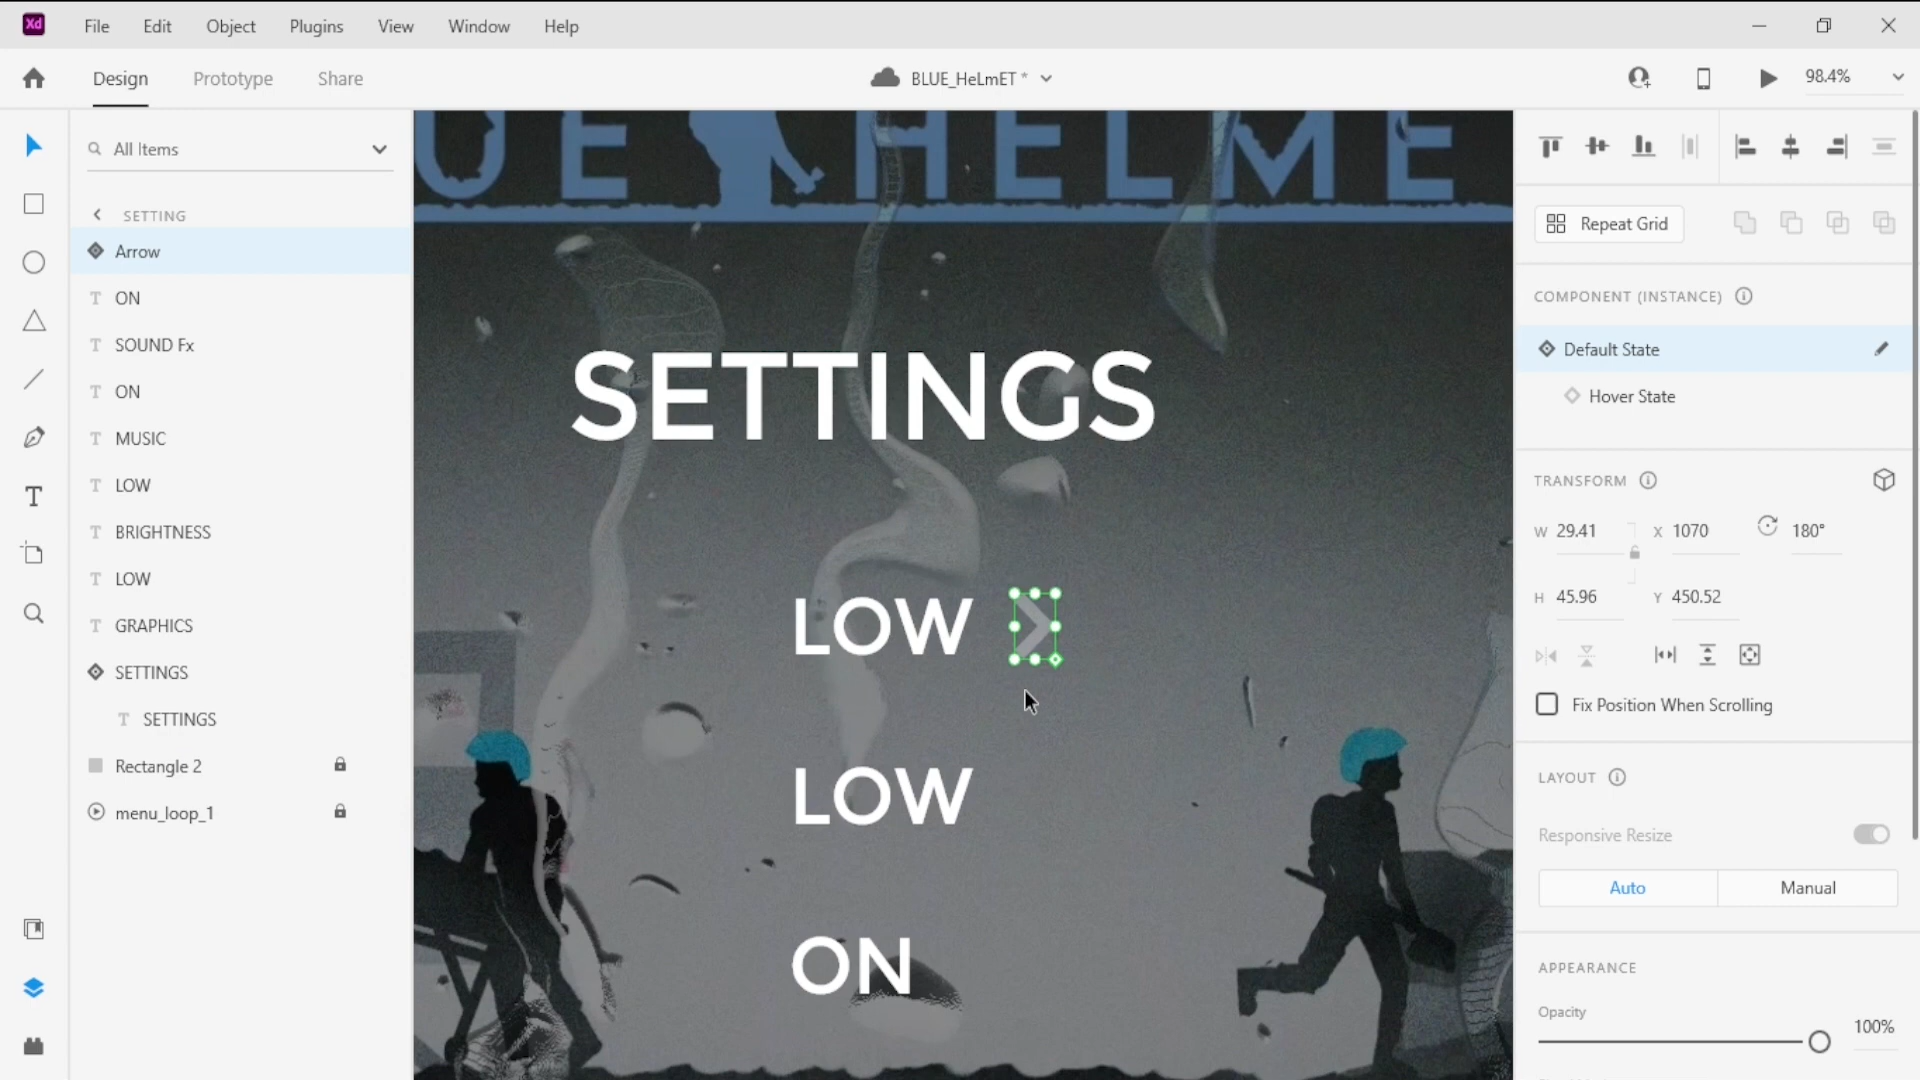 Xd File Edit Object Plugins View Window Help
Design Prototype Share BLUE_HeLmET * 98.4%
All Items
SETTING
Arrow
ON
SOUND Fx
ON
MUSIC
LOW
BRIGHTNESS
LOW
GRAPHICS
SETTINGS
SETTINGS
Rectangle 2
menu_loop_1
UE HELME
SETTINGS
LOW
LOW
ON
Repeat Grid
COMPONENT (INSTANCE)
Default State
Hover State
TRANSFORM
W 29.41 X 1070 180°
H 45.96 Y 450.52
Fix Position When Scrolling
LAYOUT
Responsive Resize
Auto Manual
APPEARANCE
Opacity
100%